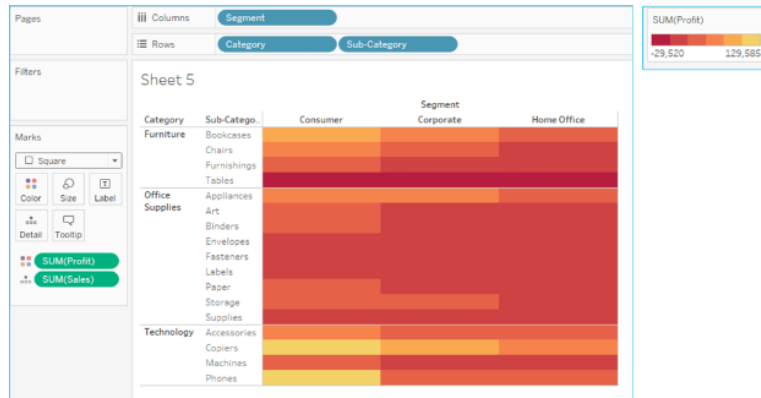 Pages
Columns Segment
SUM(Profit)
Rows Category Sub-Category
-29,520 129,585
Filters
Sheet 5
Segment
Category Sub-Catego.. Consumer Corporate Home Office
Marks
Furniture Bookcases
Chairs
Square
Furnishings
Tables
Color Size Label
Office Supplies Appliances
Art
Detail Tooltip
Binders
Envelopes
SUM(Profit)
Fasteners
SUM(Sales)
Labels
Paper
Storage
Supplies
Technology Accessories
Copiers
Machines
Phones